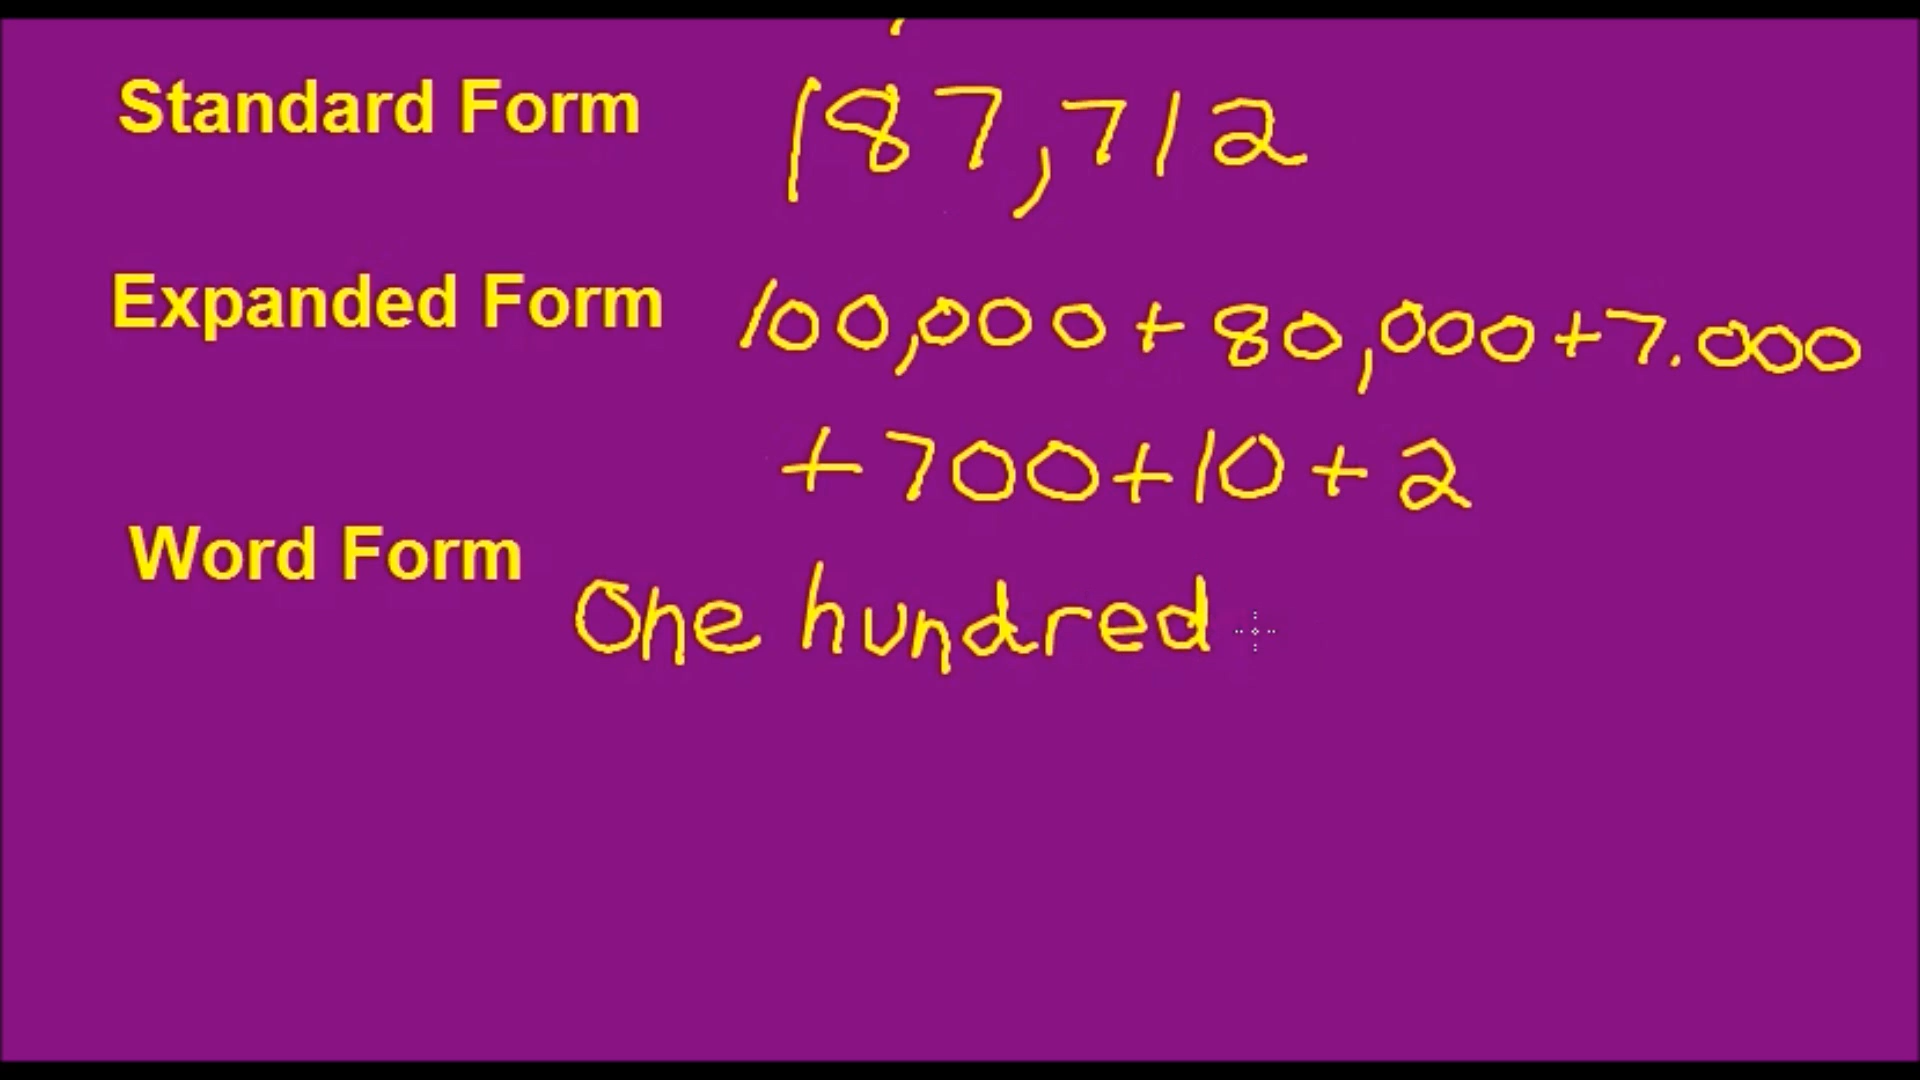 Standard Form 187,712
Expanded Form 100,000 + 80,000 + 7.000
+ 700 + 10 + 2
Word Form
One hundred